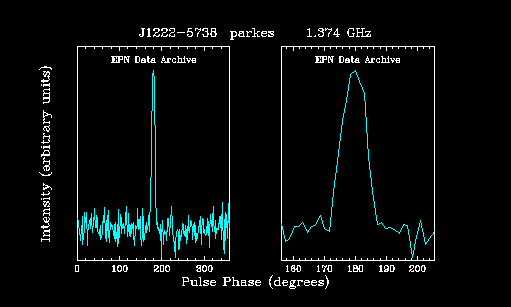 J1222-5738 parkes 1.374 GHz
EPN Data Archive EPN Data Archive
Intensity (arbitrary units)
0 100 200 300 160 170 180 190 200
Pulse Phase (degrees)